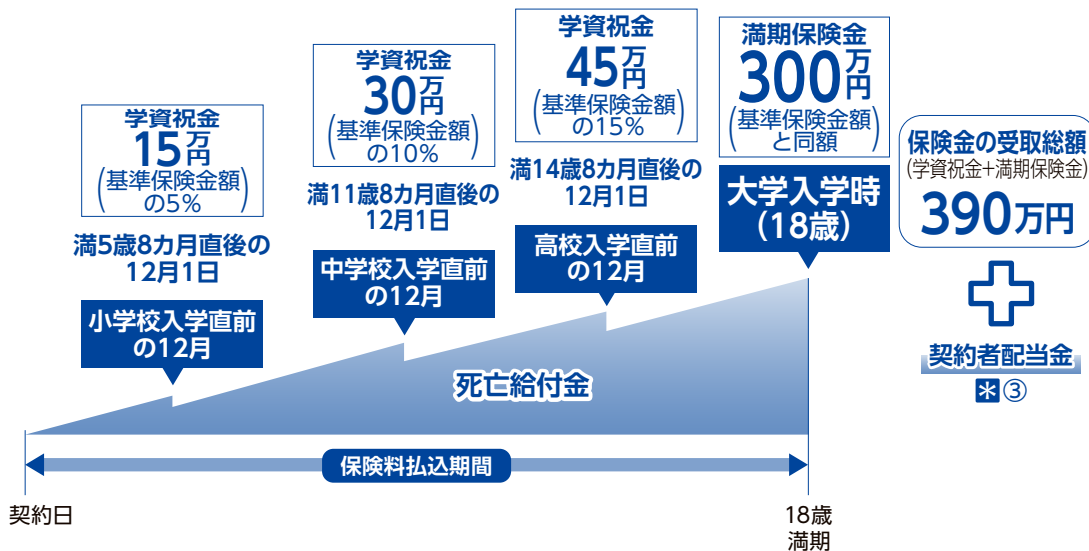 学資祝金
15万円
(基準保険金額
の5%)
満5歳8カ月直後の
12月1日
小学校入学直前
の12月
学資祝金
30万円
(基準保険金額
の10%)
満11歳8カ月直後の
12月1日
中学校入学直前
の12月
学資祝金
45万円
(基準保険金額
の15%)
満14歳8カ月直後の
12月1日
高校入学直前
の12月
満期保険金
300万円
(基準保険金額
と同額)
大学入学時
(18歳)
保険金の受取総額
(学資祝金+満期保険金)
390万円
契約者配当金
＊③
死亡給付金
保険料払込期間
契約日
18歳
満期